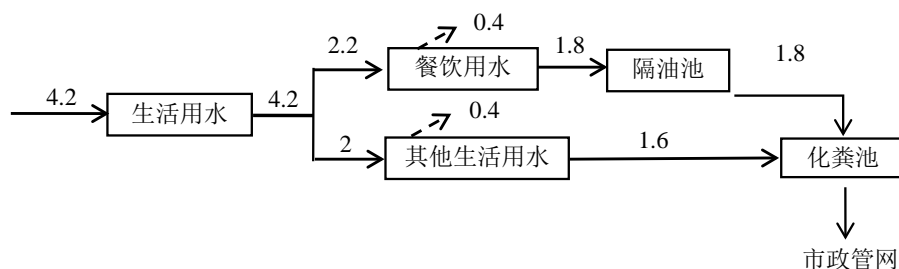 0.4
2.2
餐饮用水
1.8
隔油池
1.8
4.2
生活用水
4.2
0.4
2
其他生活用水
1.6
化粪池
市政管网